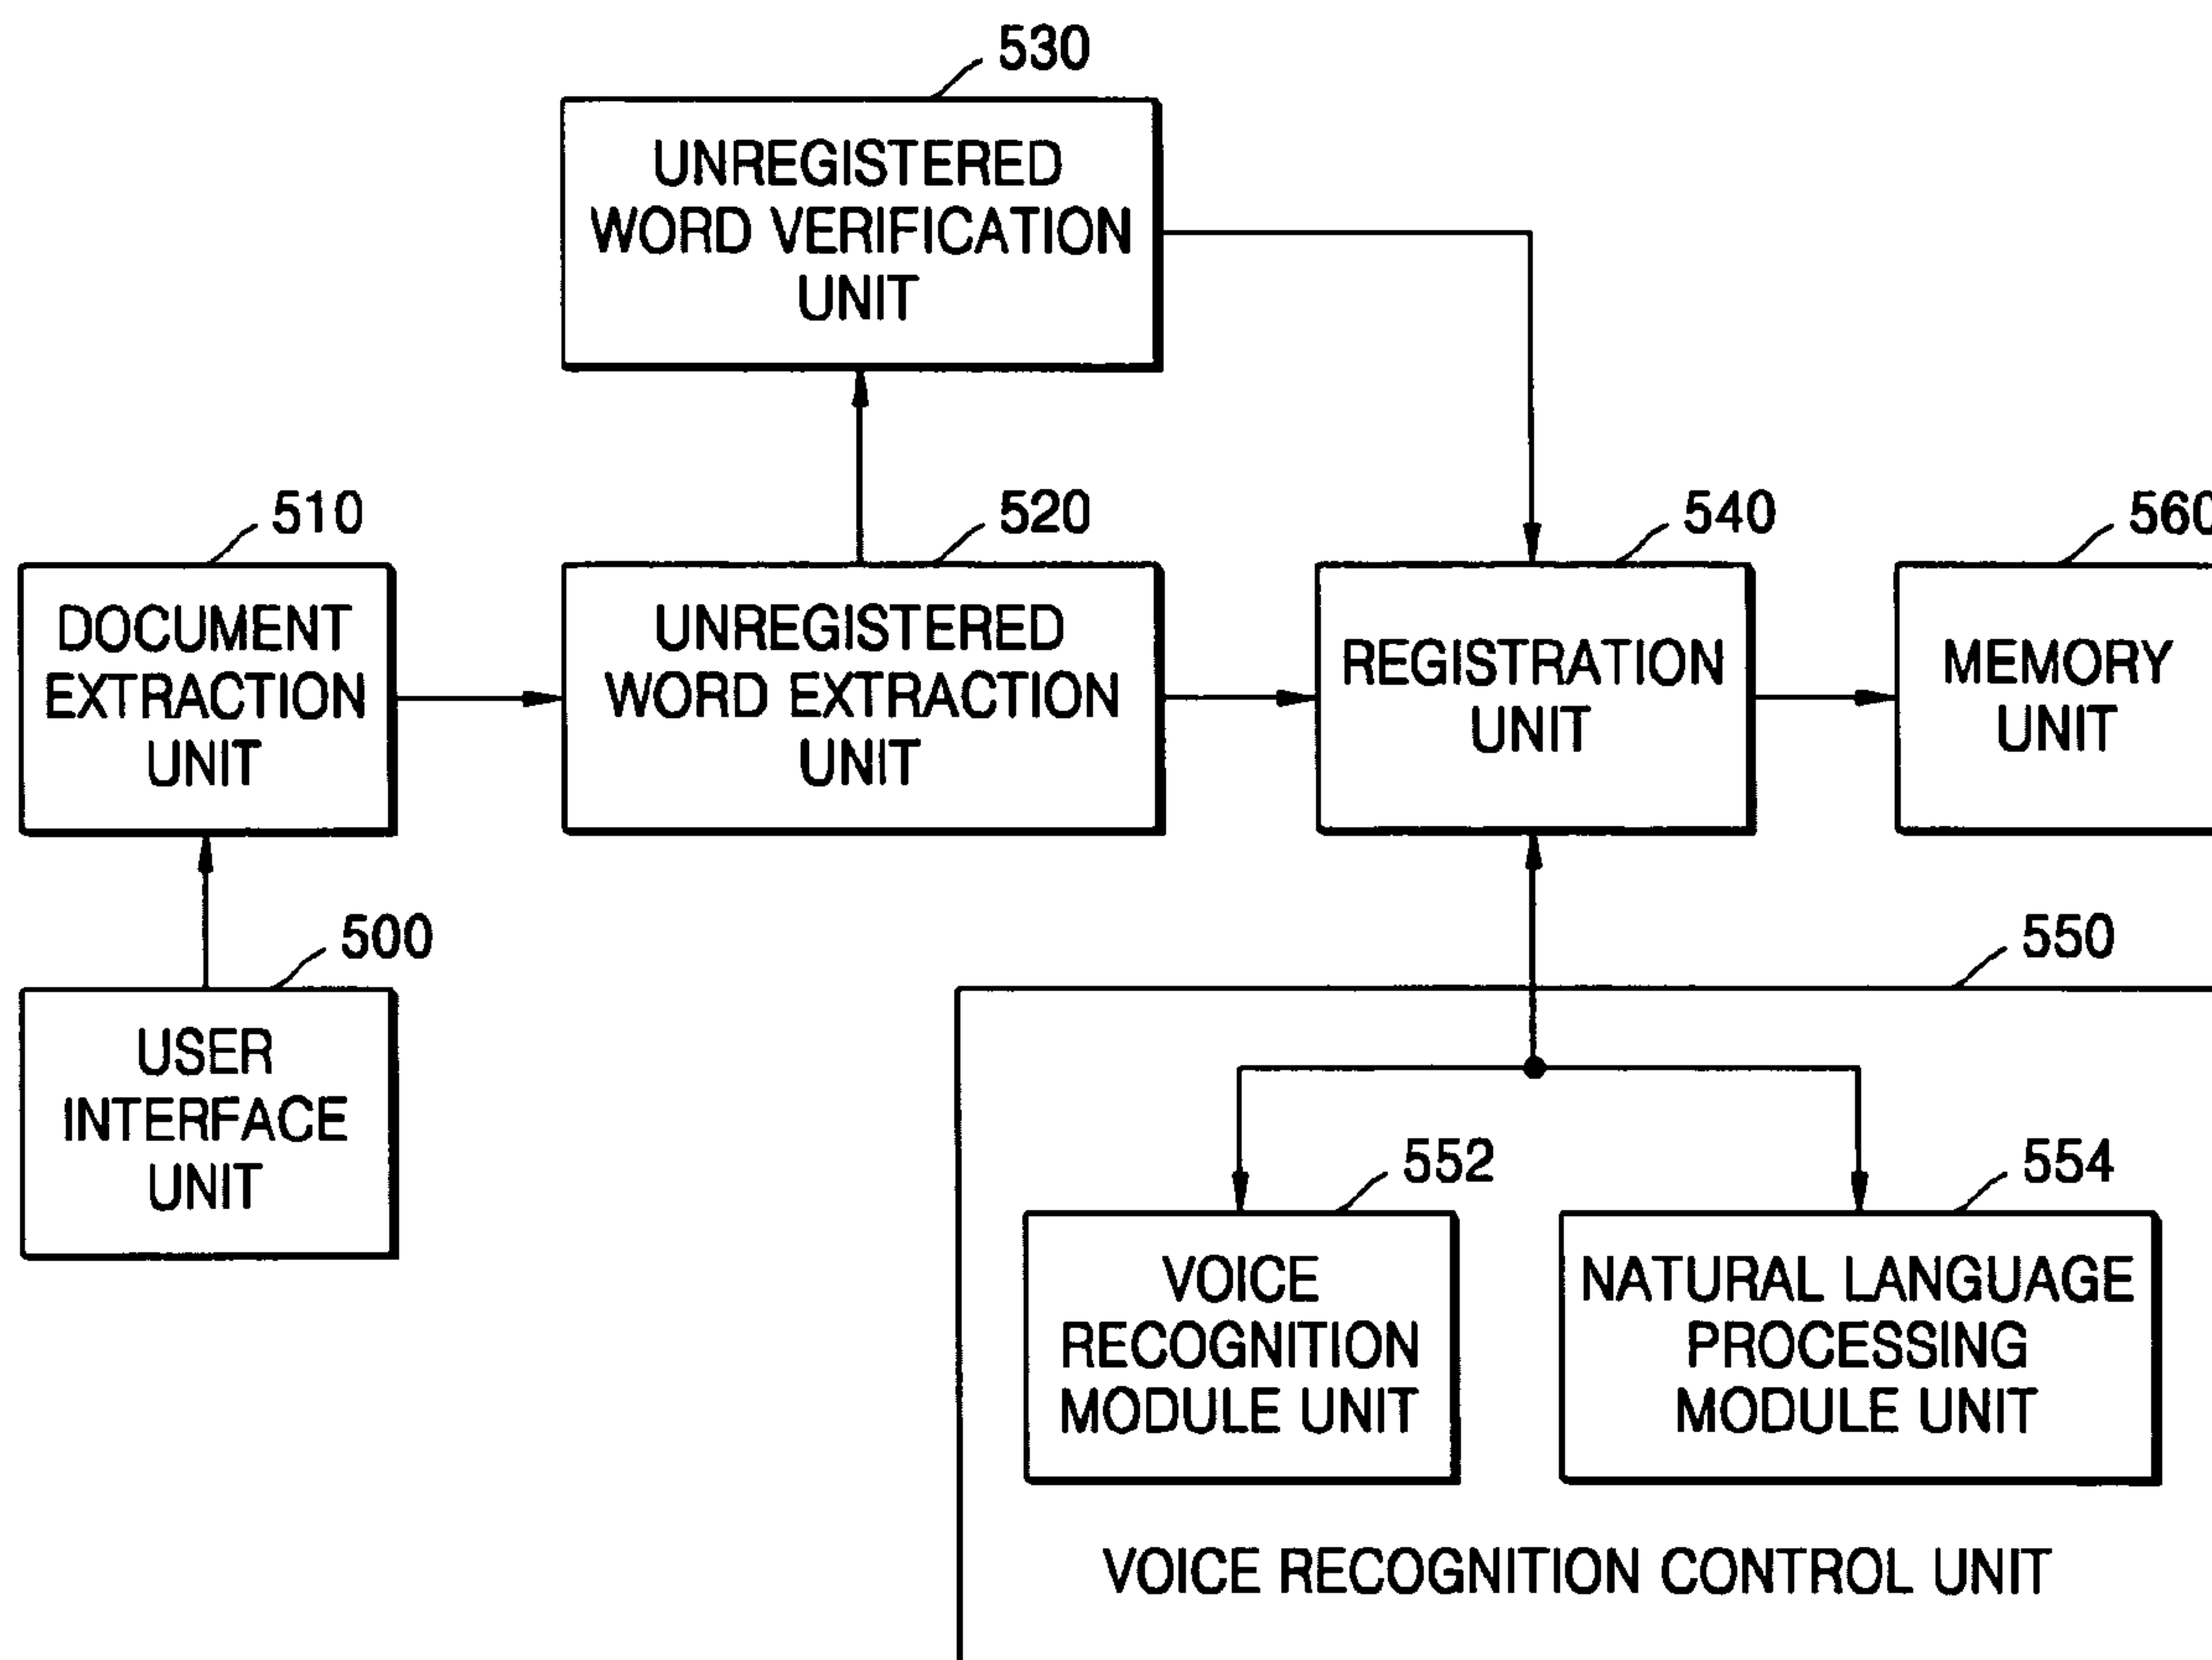 530
UNREGISTERED
WORD VERIFICATION
UNIT
510
520
540
560
DOCUMENT
EXTRACTION
UNIT
UNREGISTERED
WORD EXTRACTION
UNIT
REGISTRATION
UNIT
MEMORY
UNIT
500
550
USER
INTERFACE
UNIT
552
554
VOICE
RECOGNITION
MODULE UNIT
NATURAL LANGUAGE
PROCESSING
MODULE UNIT
VOICE RECOGNITION CONTROL UNIT